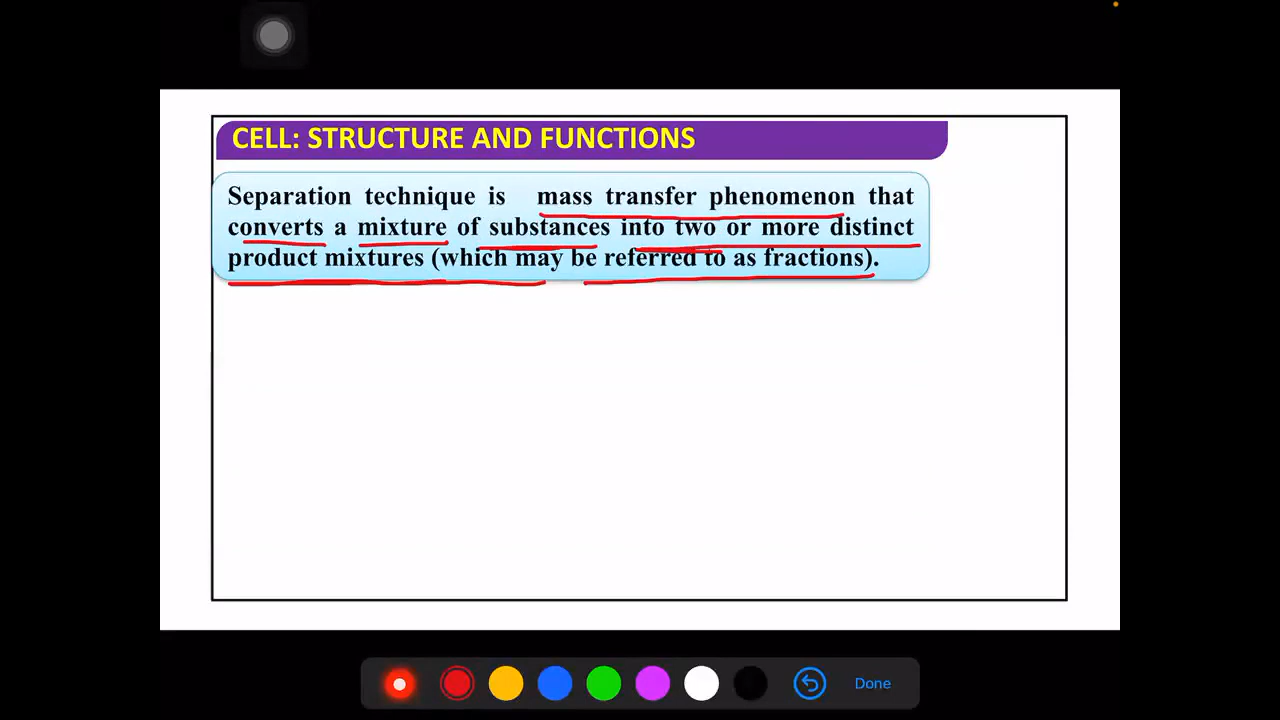 CELL: STRUCTURE AND FUNCTIONS
Separation technique is mass transfer phenomenon that
converts a mixture of substances into two or more distinct
product mixtures (which may be referred to as fractions).
Done